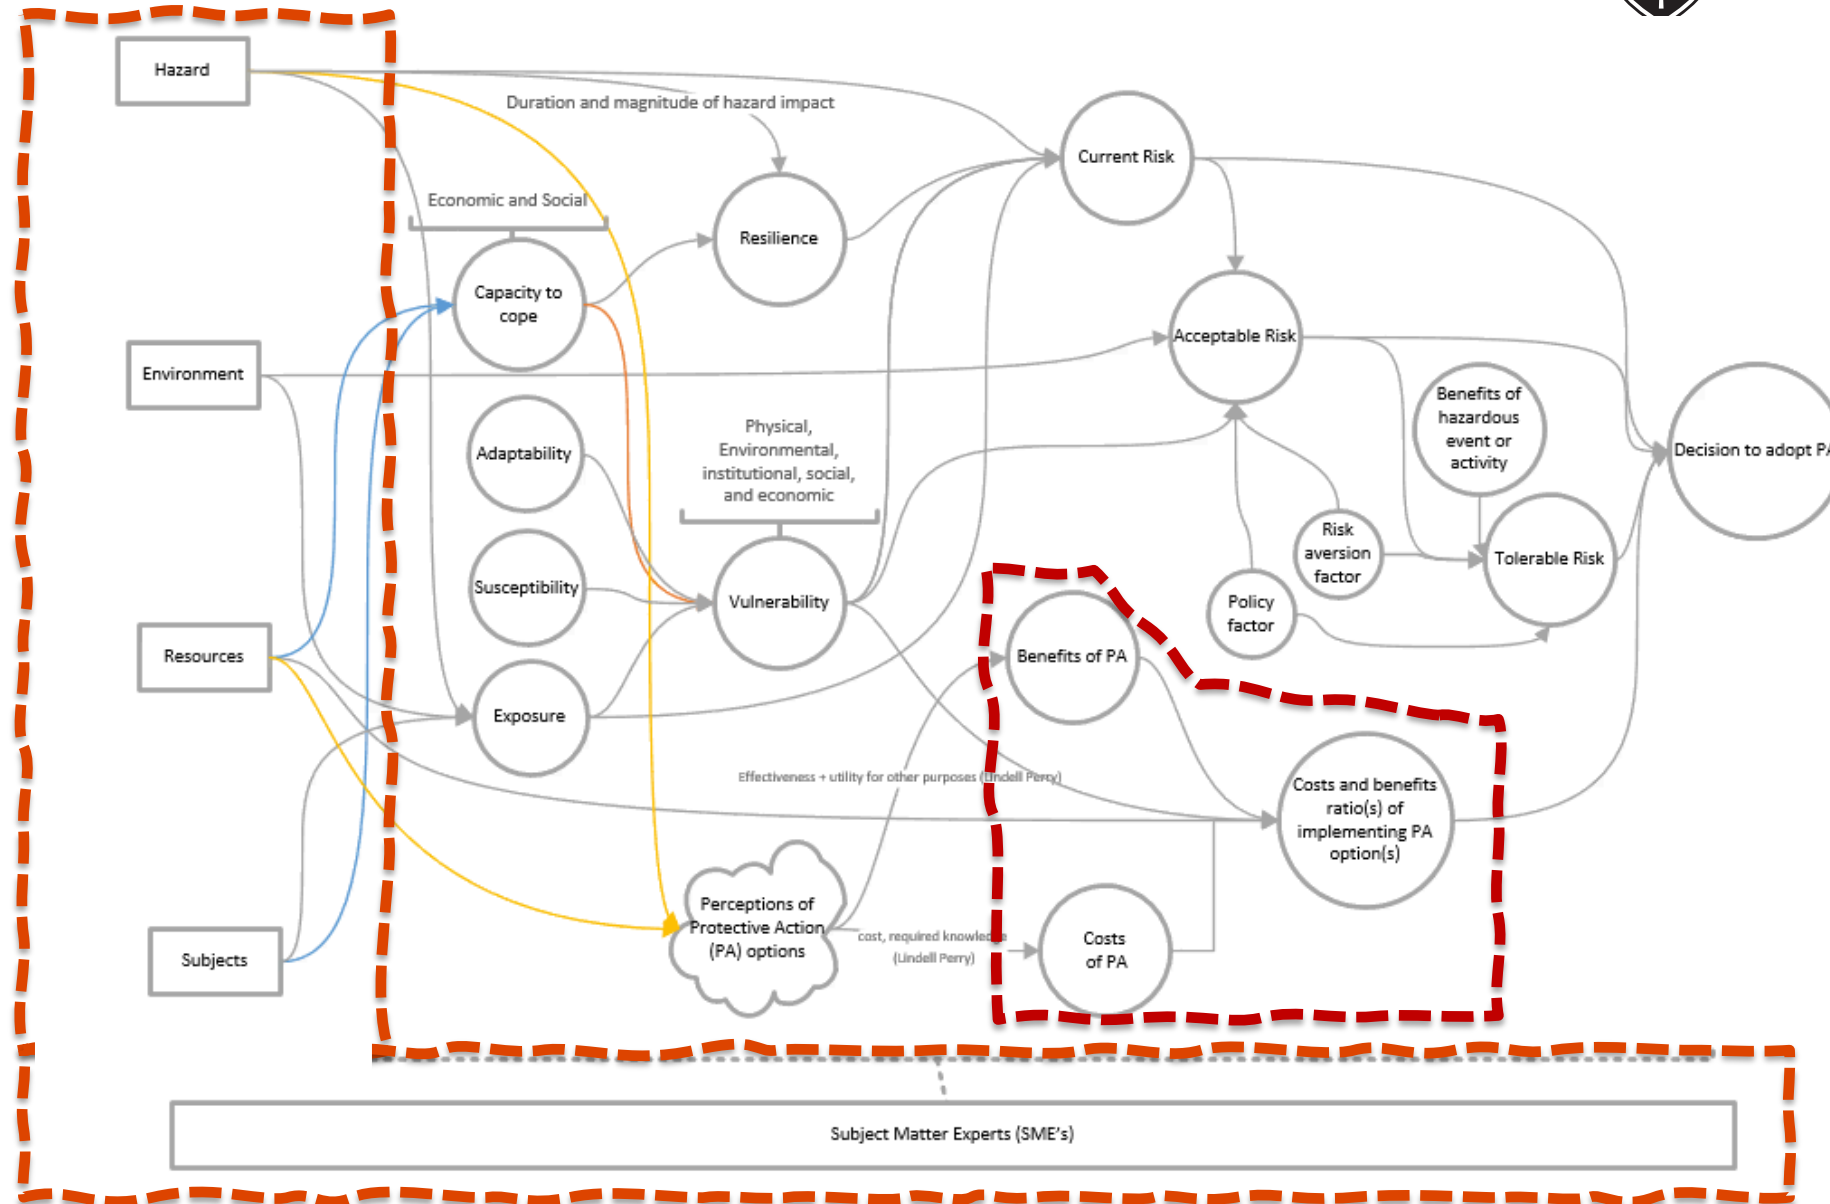 Hazard
Duration and magnitude of hazard impact
Current Risk
Economic and Social
Resilience
Capacity to
cope
Acceptable Risk
Environment
Benefits of
hazardous
event or
activity
Adaptability
Physical,
Environmental,
institutional, social,
and economic
Decision to adopt PA
Risk
aversion
factor
Tolerable Risk
Susceptibility
Vulnerability
Policy
factor
Resources
Benefits of PA
Exposure
Effectiveness + utility for other purposes (Lindell Perry)
Costs and benefits
ratio(s) of
implementing PA
option(s)
Perceptions of
Protective Action
(PA) options
cost, required knowledge
(Lindell Perry)
Costs
of PA
Subjects
Subject Matter Experts (SME's)